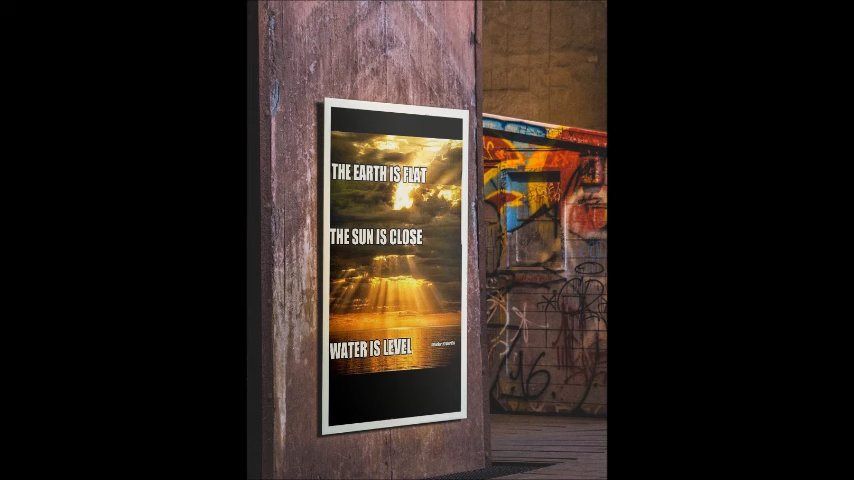 THE EARTH IS FLAT
THE SUN IS CLOSE
WATER IS LEVEL